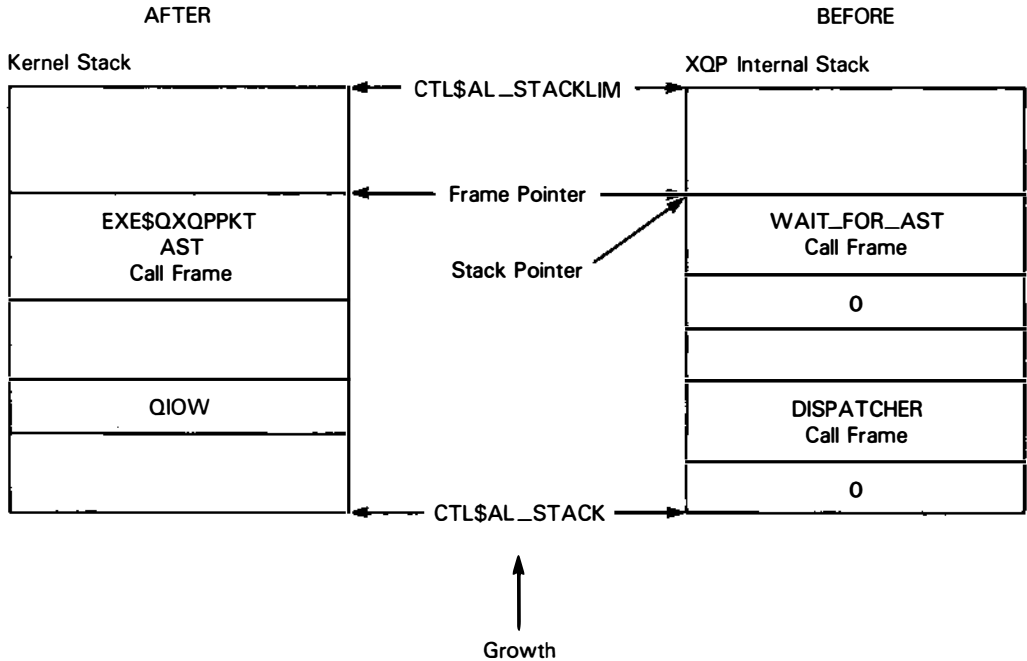 AFTER
BEFORE
Kernel Stack
XQP Internal Stack
CTL$AL_STACKLIM
Frame Pointer
EXE$QXQPPKT
AST
Call Frame
WAIT_FOR_AST
Call Frame
Stack Pointer
0
QIOW
DISPATCHER
Call Frame
0
CTL$AL_STACK
Growth